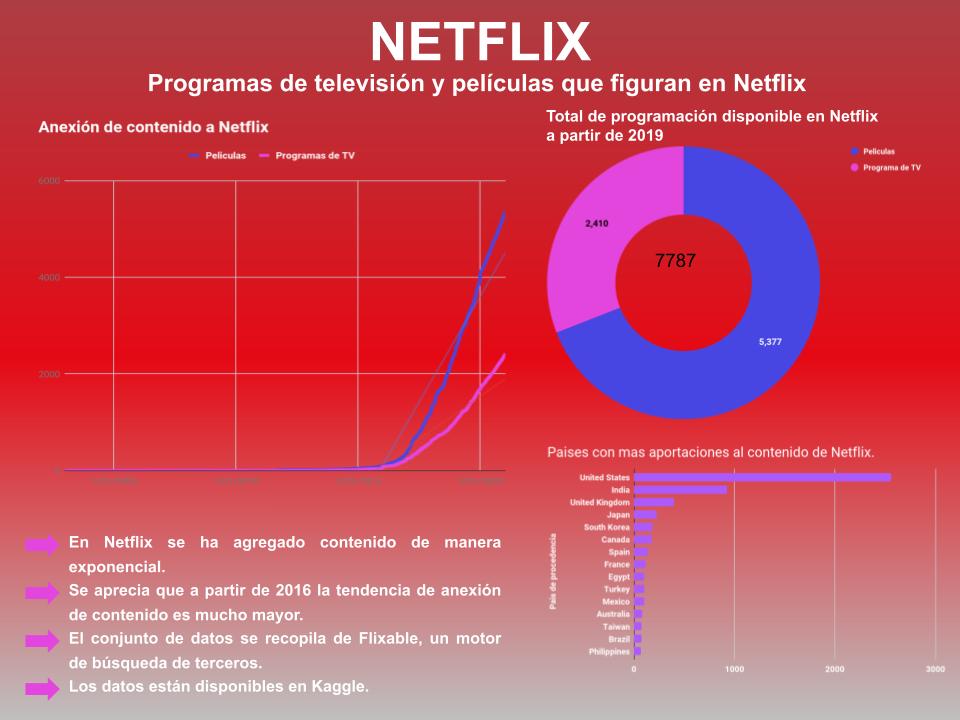 NETFLIX
Programas de televisión y películas que figuran en Netflix
Anexión de contenido a Netflix
Películas
Programas de TV
6000
4000
2000
0
Total de programación disponible en Netflix
a partir de 2019
Películas
Programa de TV
2,410
7787
5,377
Paises con mas aportaciones al contenido de Netflix.
País de procedencia
United States
India
United Kingdom
Japan
South Korea
Canada
Spain
France
Egypt
Turkey
Mexico
Australia
Taiwan
Brazil
Philippines
0
1000
2000
3000
En Netflix se ha agregado contenido de manera
exponencial.
Se aprecia que a partir de 2016 la tendencia de anexión
de contenido es mucho mayor.
El conjunto de datos se recopila de Flixable, un motor
de búsqueda de terceros.
Los datos están disponibles en Kaggle.